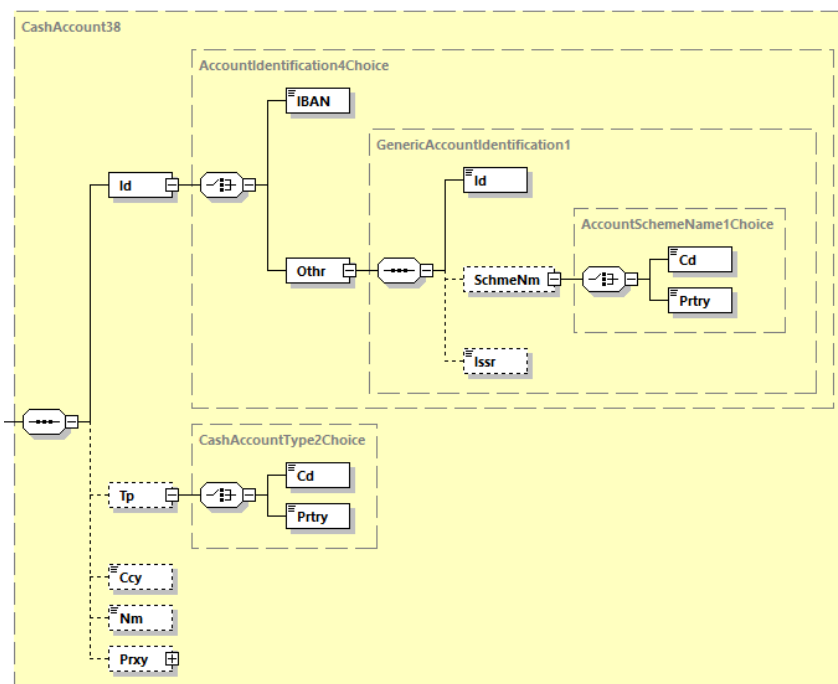 CashAccount38
AccountIdentification4Choice
IBAN
GenericAccountIdentification1
Id
Id
AccountSchemeName1Choice
Cd
Othr
SchmeNm
Prtry
Issr
CashAccountType2Choice
Cd
Tp
Prtry
Ccy
Nm
Prxy